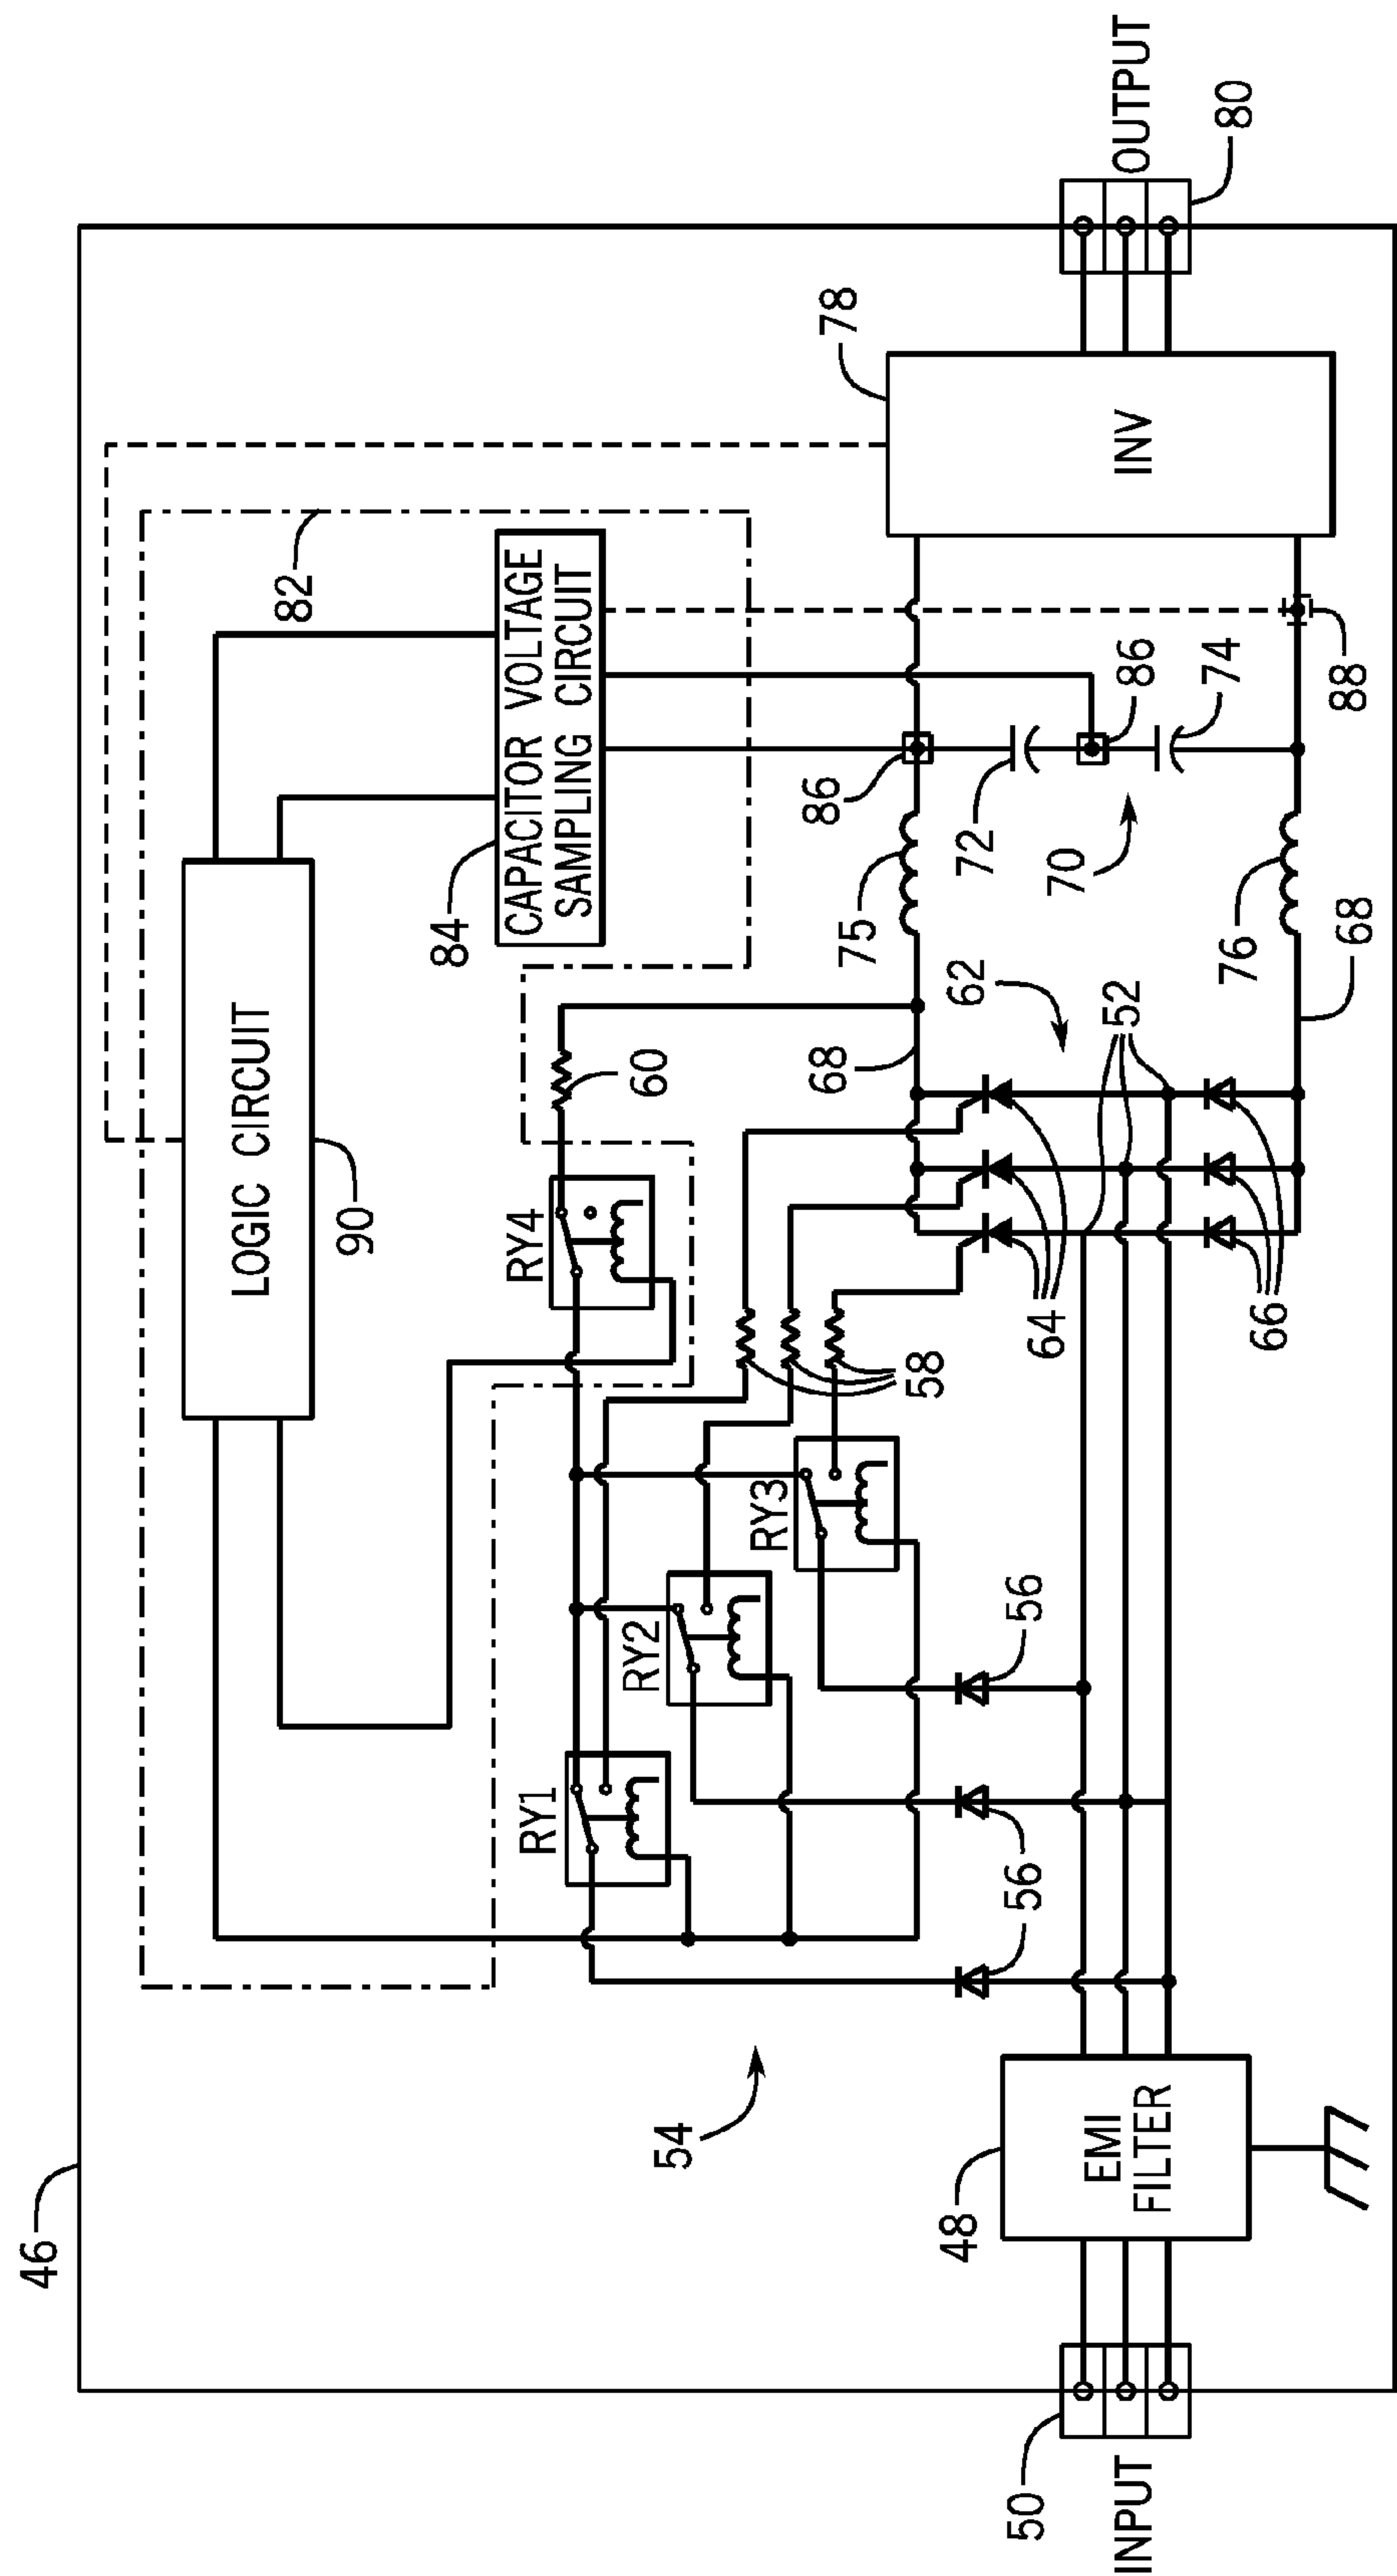 46
82
LOGIC CIRCUIT
90
84
CAPACITOR VOLTAGE
SAMPLING CIRCUIT
RY4
60
RY1
RY2
RY3
58
54
56
56
56
68
62
52
64
66
75
86
72
70
86
74
76
68
88
78
INV
48
EMI
FILTER
50
INPUT
80
OUTPUT